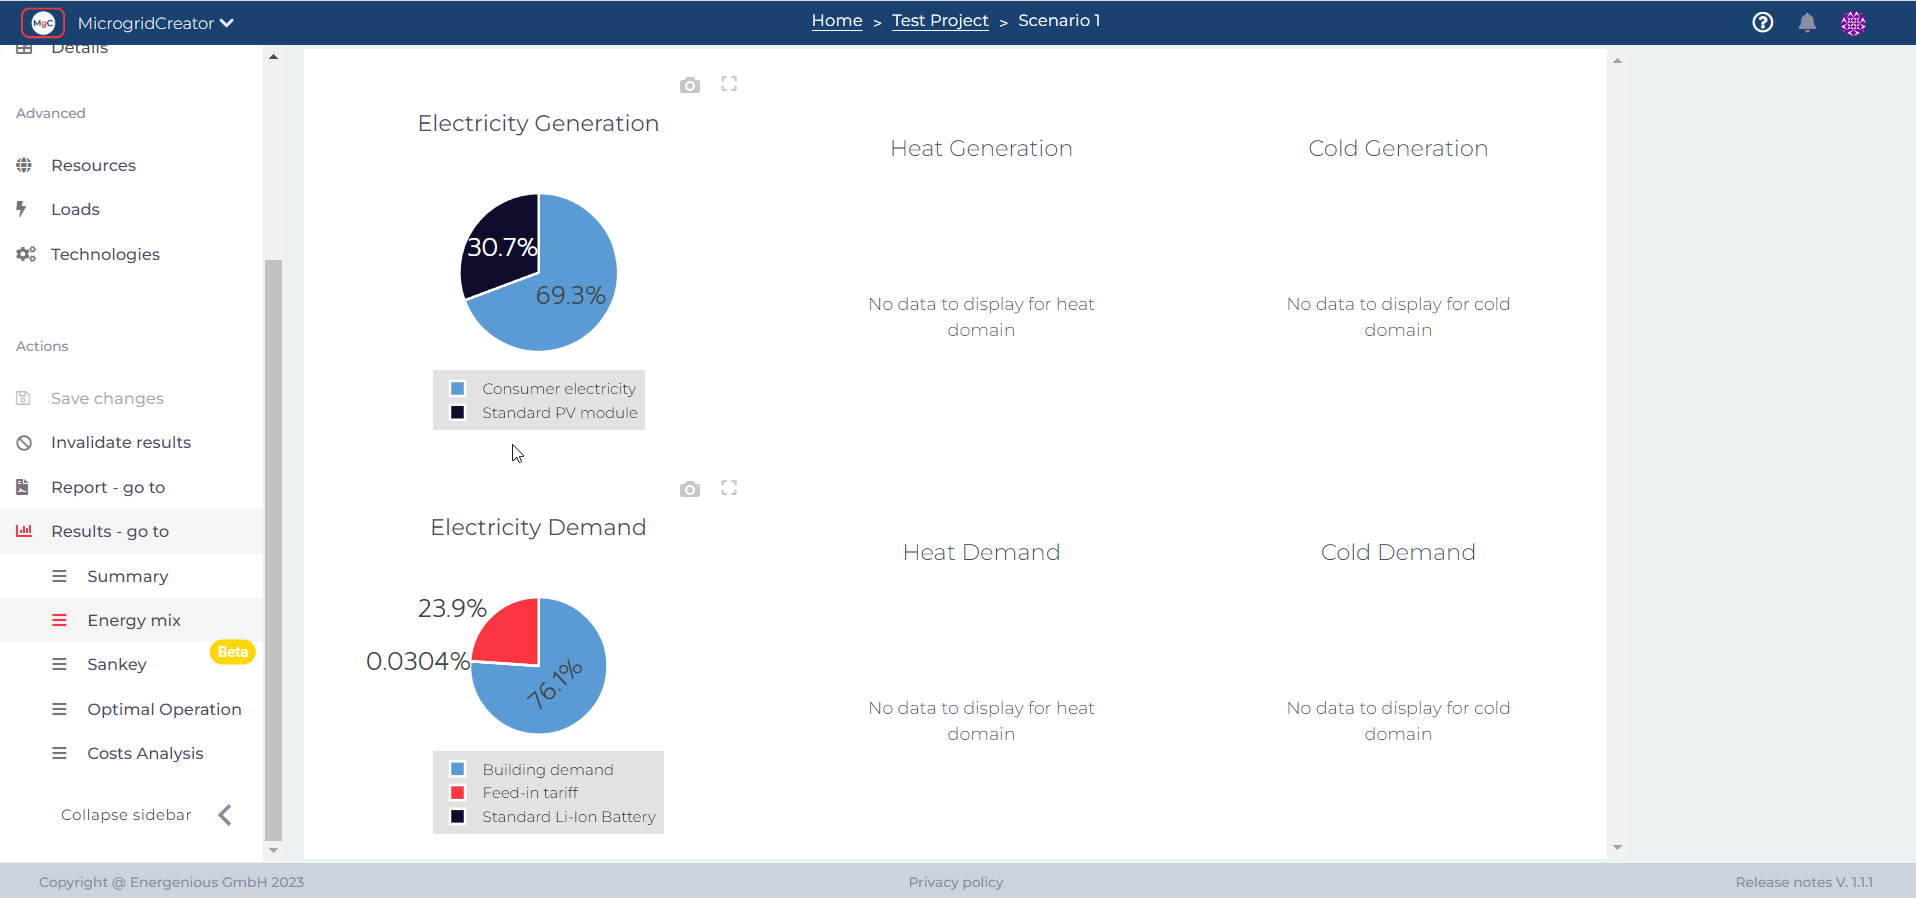 MgC MicrogridCreator Home > Test Project > Scenario 1 ?
Details
Advanced
Resources
Loads
Technologies
Actions
Save changes
Invalidate results
Report - go to
Results - go to
Summary
Energy mix
Beta
Sankey
Optimal Operation
Costs Analysis
Collapse sidebar
Electricity Generation
30.7%
69.3%
Consumer electricity
Standard PV module
Heat Generation
No data to display for heat
domain
Cold Generation
No data to display for cold
domain
Electricity Demand
23.9%
0.0304%
76.1%
Building demand
Feed-in tariff
Standard Li-Ion Battery
Heat Demand
No data to display for heat
domain
Cold Demand
No data to display for cold
domain
Copyright @ Energenious GmbH 2023 Privacy policy Release notes V. 1.1.1